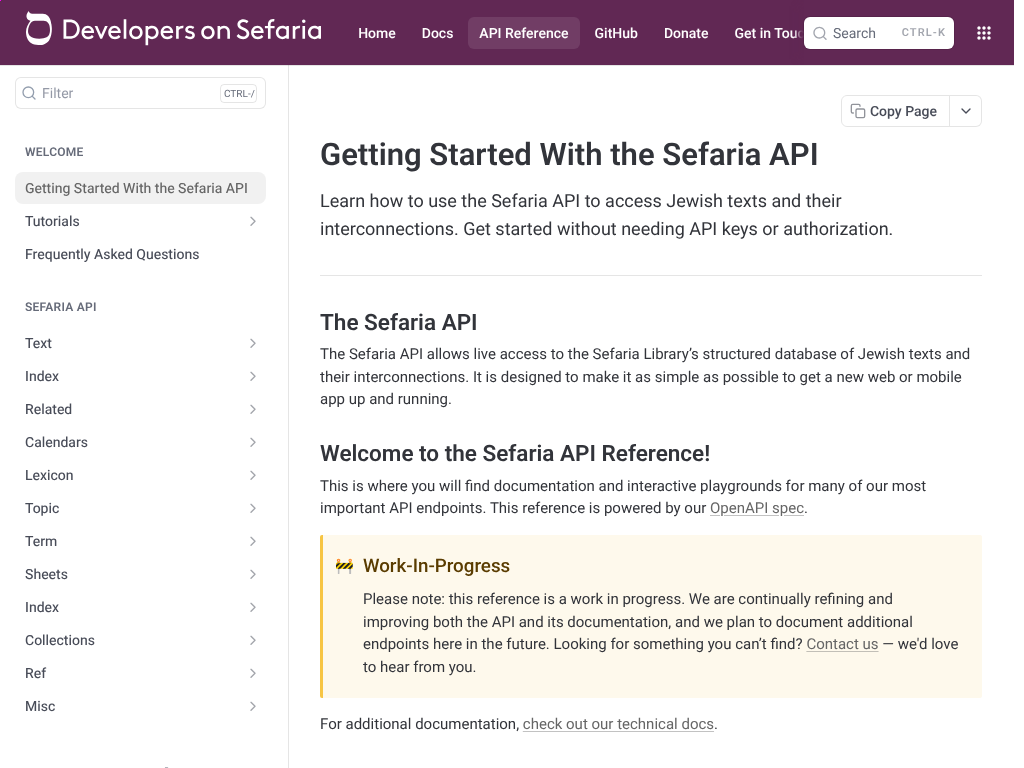 Developers on Sefaria
Home Docs API Reference GitHub Donate Get in Touc
Search CTRL-K
Filter CTRL-/
WELCOME
Getting Started With the Sefaria API
Tutorials
Frequently Asked Questions
SEFARIA API
Text
Index
Related
Calendars
Lexicon
Topic
Term
Sheets
Index
Collections
Ref
Misc
Copy Page
Getting Started With the Sefaria API
Learn how to use the Sefaria API to access Jewish texts and their
interconnections. Get started without needing API keys or authorization.
The Sefaria API
The Sefaria API allows live access to the Sefaria Library’s structured database of Jewish texts and
their interconnections. It is designed to make it as simple as possible to get a new web or mobile
app up and running.
Welcome to the Sefaria API Reference!
This is where you will find documentation and interactive playgrounds for many of our most
important API endpoints. This reference is powered by our OpenAPI spec.
🚧 Work-In-Progress
Please note: this reference is a work in progress. We are continually refining and
improving both the API and its documentation, and we plan to document additional
endpoints here in the future. Looking for something you can’t find? Contact us — we'd love
to hear from you.
For additional documentation, check out our technical docs.